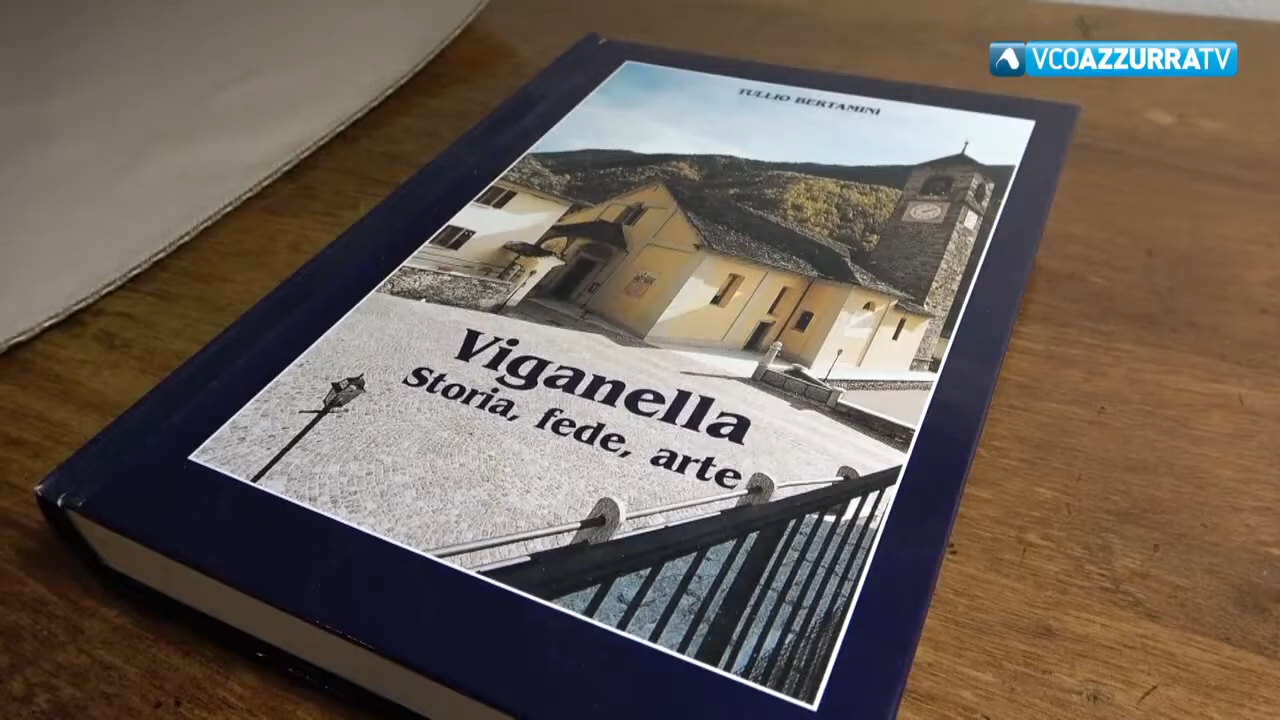 VCOAZZURRATV
TULLIO BERTAMINI
Viganella
Storia, fede, arte